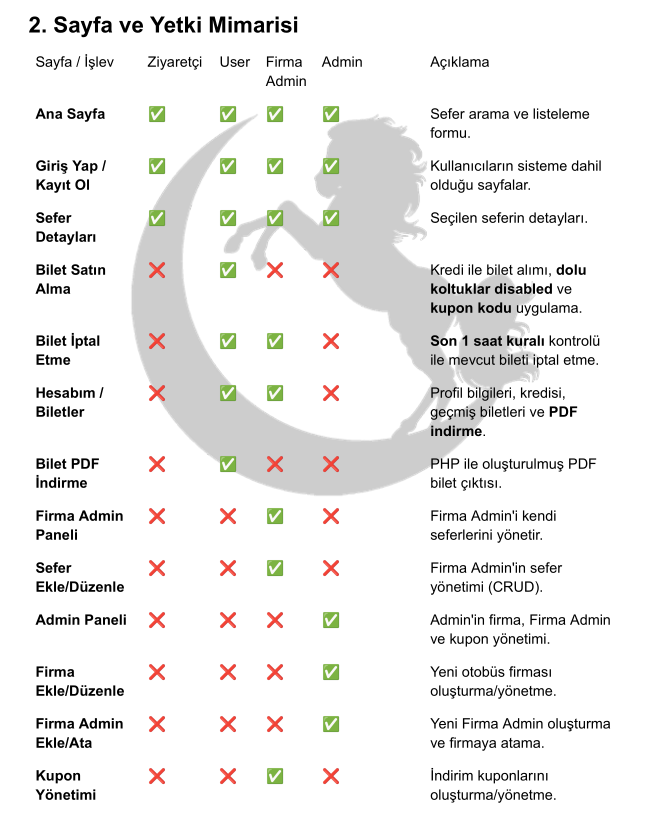 2. Sayfa ve Yetki Mimarisi
Sayfa / İşlev Ziyaretçi User Firma Admin Admin Açıklama
Ana Sayfa ✅ ✅ ✅ ✅ Sefer arama ve listeleme
formu.
Giriş Yap / ✅ ✅ ✅ ✅ Kullanıcıların sisteme dahil
Kayıt Ol olduğu sayfalar.
Sefer ✅ ✅ ✅ ✅ Seçilen seferin detayları.
Detayları
Bilet Satın ❌ ✅ ❌ ❌ Kredi ile bilet alımı, dolu
Alma koltuklar disabled ve
kupon kodu uygulama.
Bilet İptal ❌ ✅ ✅ ❌ Son 1 saat kuralı kontrolü
Etme ile mevcut bileti iptal etme.
Hesabım / ❌ ✅ ✅ ❌ Profil bilgileri, kredisi,
Biletler geçmiş biletleri ve PDF
indirme.
Bilet PDF ❌ ✅ ❌ ❌ PHP ile oluşturulmuş PDF
İndirme bilet çıktısı.
Firma Admin ❌ ❌ ✅ ❌ Firma Admin'i kendi
Paneli seferlerini yönetir.
Sefer ❌ ❌ ✅ ❌ Firma Admin'in sefer
Ekle/Düzenle yönetimi (CRUD).
Admin Paneli ❌ ❌ ❌ ✅ Admin'in firma, Firma Admin
ve kupon yönetimi.
Firma ❌ ❌ ❌ ✅ Yeni otobüs firması
Ekle/Düzenle oluşturma/yönetme.
Firma Admin ❌ ❌ ❌ ✅ Yeni Firma Admin oluşturma
Ekle/Ata ve firmaya atama.
Kupon ❌ ❌ ✅ ❌ İndirim kuponlarını
Yönetimi oluşturma/yönetme.